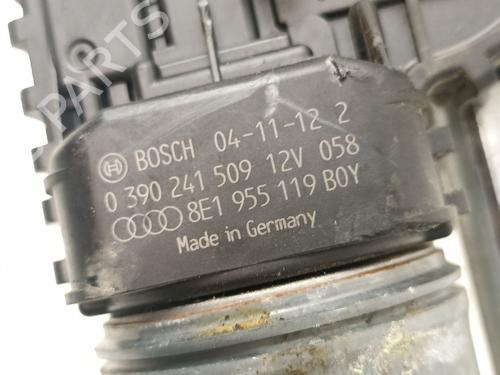 PARTS
BOSCH 04-11-12 2
0 390 241 509 12V 058
8E1 955 119 B0Y
Made in Germany